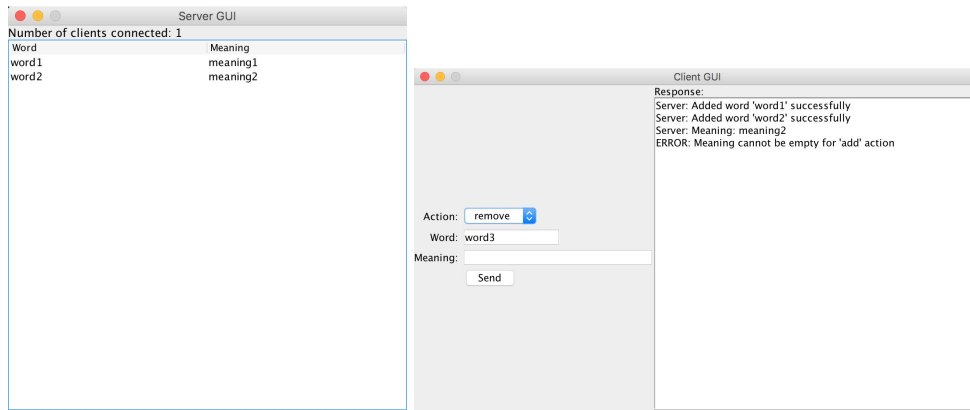 Server GUI
Number of clients connected: 1
Word Meaning
word1 meaning1
word2 meaning2
Client GUI
Response:
Server: Added word 'word1' successfully
Server: Added word 'word2' successfully
Server: Meaning: meaning2
ERROR: Meaning cannot be empty for 'add' action
Action: remove
Word: word3
Meaning:
Send